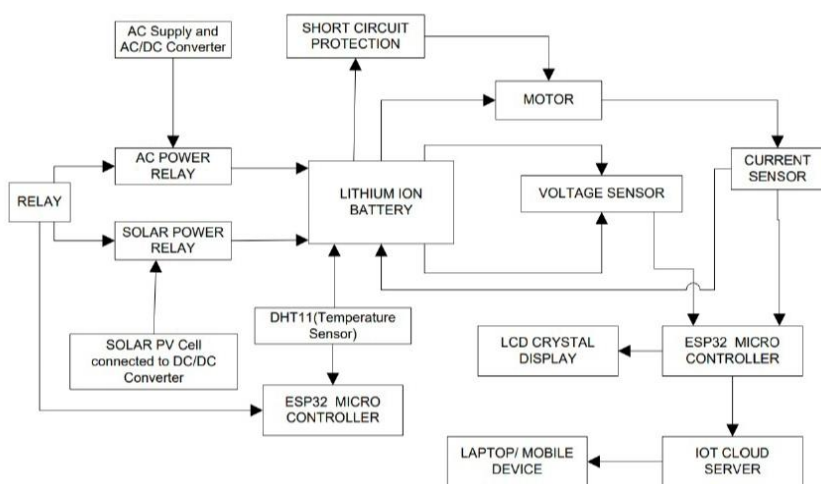 AC Supply and
AC/DC Converter
SHORT CIRCUIT
PROTECTION
MOTOR
AC POWER
RELAY
LITHIUM ION
BATTERY
VOLTAGE SENSOR
CURRENT
SENSOR
RELAY
SOLAR POWER
RELAY
DHT11(Temperature
Sensor)
SOLAR PV Cell
connected to DC/DC
Converter
ESP32 MICRO
CONTROLLER
LCD CRYSTAL
DISPLAY
ESP32 MICRO
CONTROLLER
LAPTOP/ MOBILE
DEVICE
IOT CLOUD
SERVER